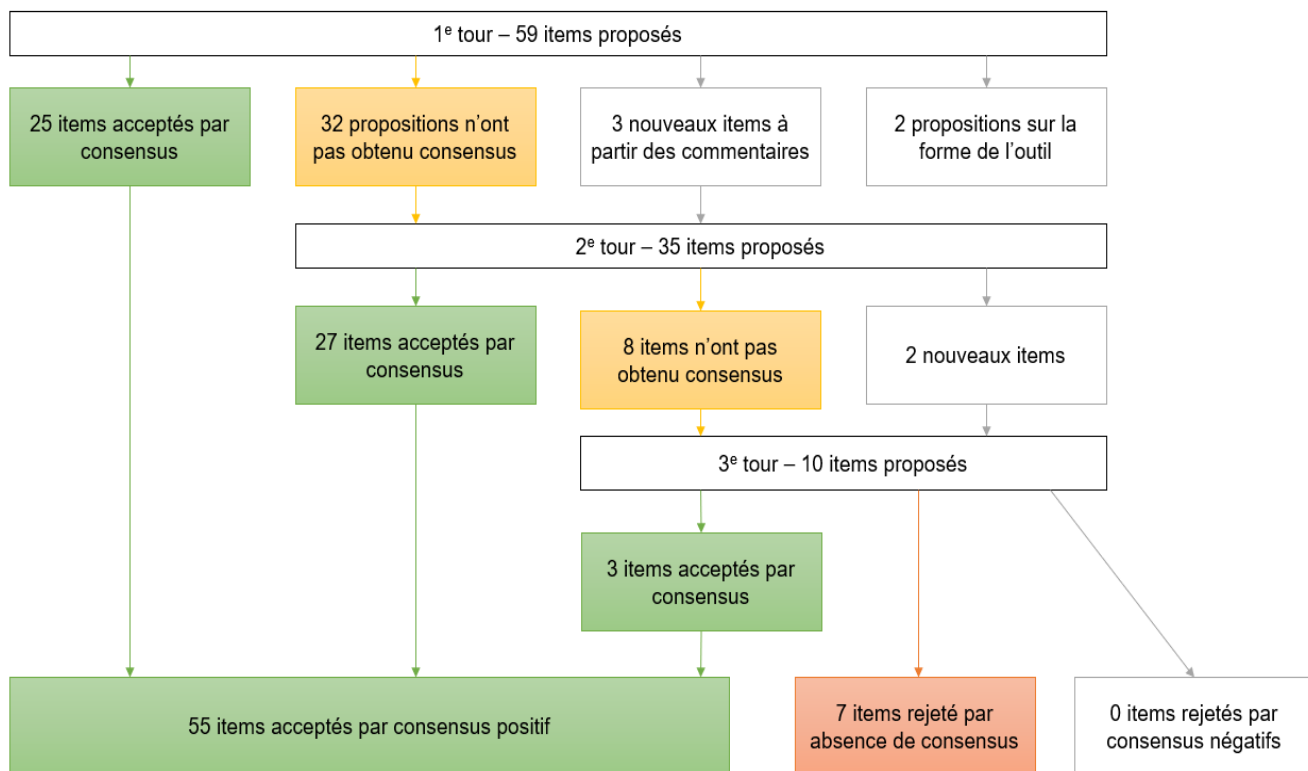 1e tour – 59 items proposés
25 items acceptés par
consensus
32 propositions n’ont
pas obtenu consensus
3 nouveaux items à
partir des commentaires
2 propositions sur la
forme de l’outil
2e tour – 35 items proposés
27 items acceptés par
consensus
8 items n’ont pas
obtenu consensus
2 nouveaux items
3e tour – 10 items proposés
3 items acceptés par
consensus
55 items acceptés par consensus positif
7 items rejeté par
absence de consensus
0 items rejetés par
consensus négatifs